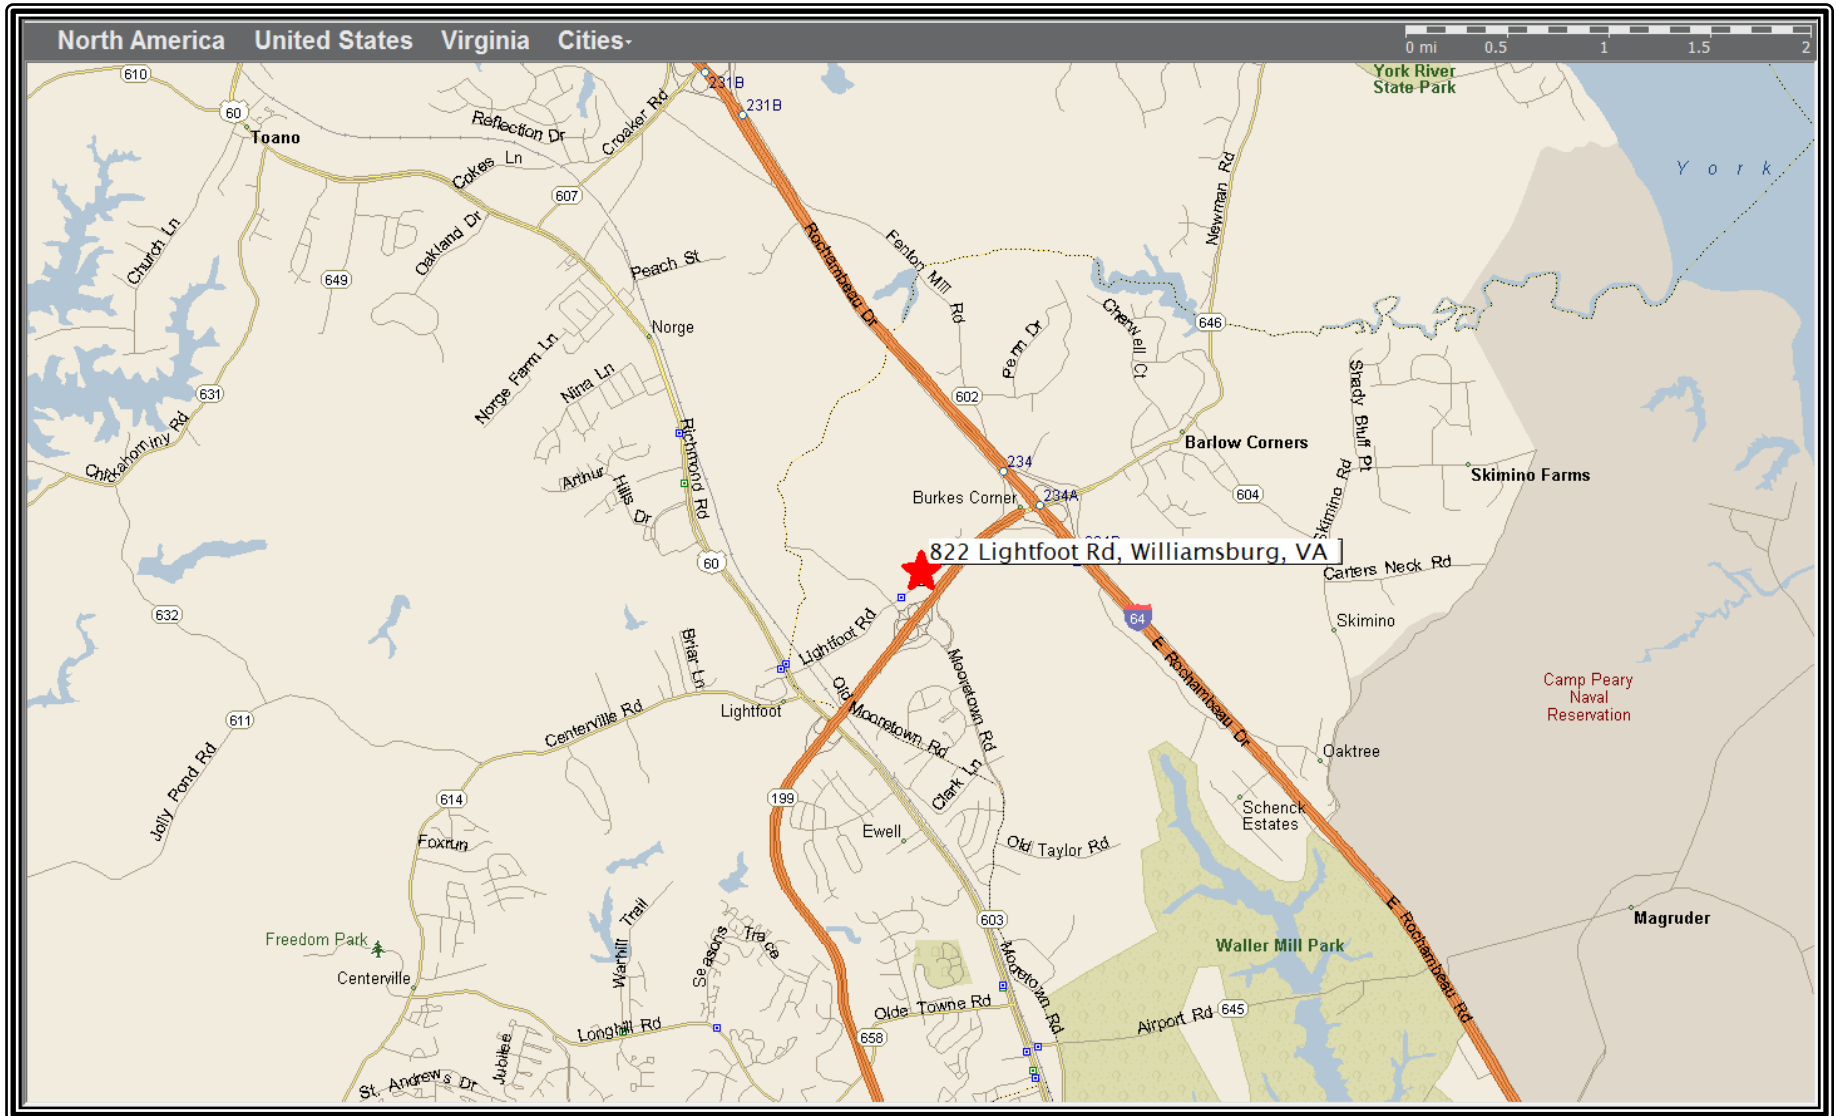 North America United States Virginia Cities
0 mi 0.5 1 1.5 2
York River
State Park
610
231B
231B
60
Toano
Reflection Dr
Croaker Rd
Cokes Ln
607
Newman Rd
York
Church Ln
Oakland Dr
649
Peach St
Rochambeau Dr
Fenton Mill Rd
Norge
Penn Dr
Cherwell Ct
646
Norge Farm Ln
Nina Ln
631
602
Shady Bluff Pt
Chickahominy Rd
Richmond Rd
Barlow Corners
234
Skimino Farms
Arthur Hills Dr
Burkes Corner
234A
604
Skimino Rd
822 Lightfoot Rd, Williamsburg, VA
60
Carters Neck Rd
632
64
Skimino
Lightfoot Rd
Briar Ln
Mooretown Rd
E Rochambeau Dr
Camp Peary
Naval
Reservation
Old Mooretown Rd
Lightfoot
611
Centerville Rd
Oaktree
Jolly Pond Rd
Clark Ln
614
199
Schenck
Estates
Ewell
Foxrun
Old Taylor Rd
603
E Rochambeau Rd
Magruder
Warhill Trail
Seasons Trace
Freedom Park
Waller Mill Park
Centerville
Mooretown Rd
Olde Towne Rd
Airport Rd
645
Longhill Rd
658
Jubilee
St. Andrews Dr